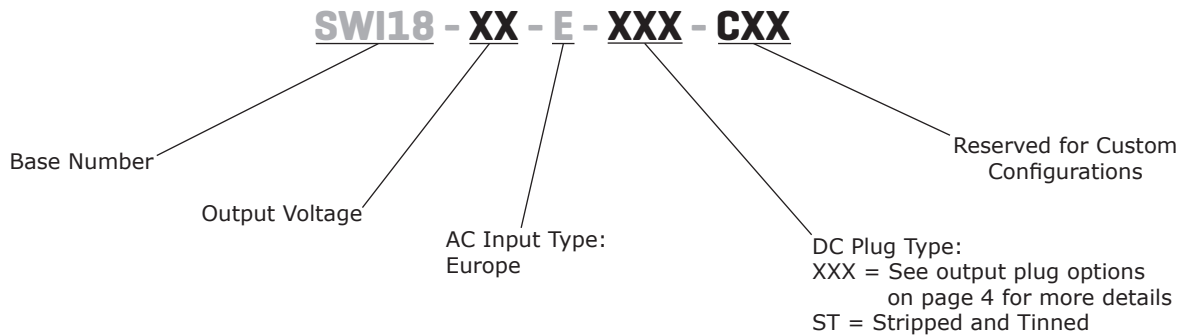 SWI18 - XX - E - XXX - CXX
Base Number
Output Voltage
AC Input Type:
Europe
DC Plug Type:
XXX = See output plug options
on page 4 for more details
ST = Stripped and Tinned
Reserved for Custom
Configurations